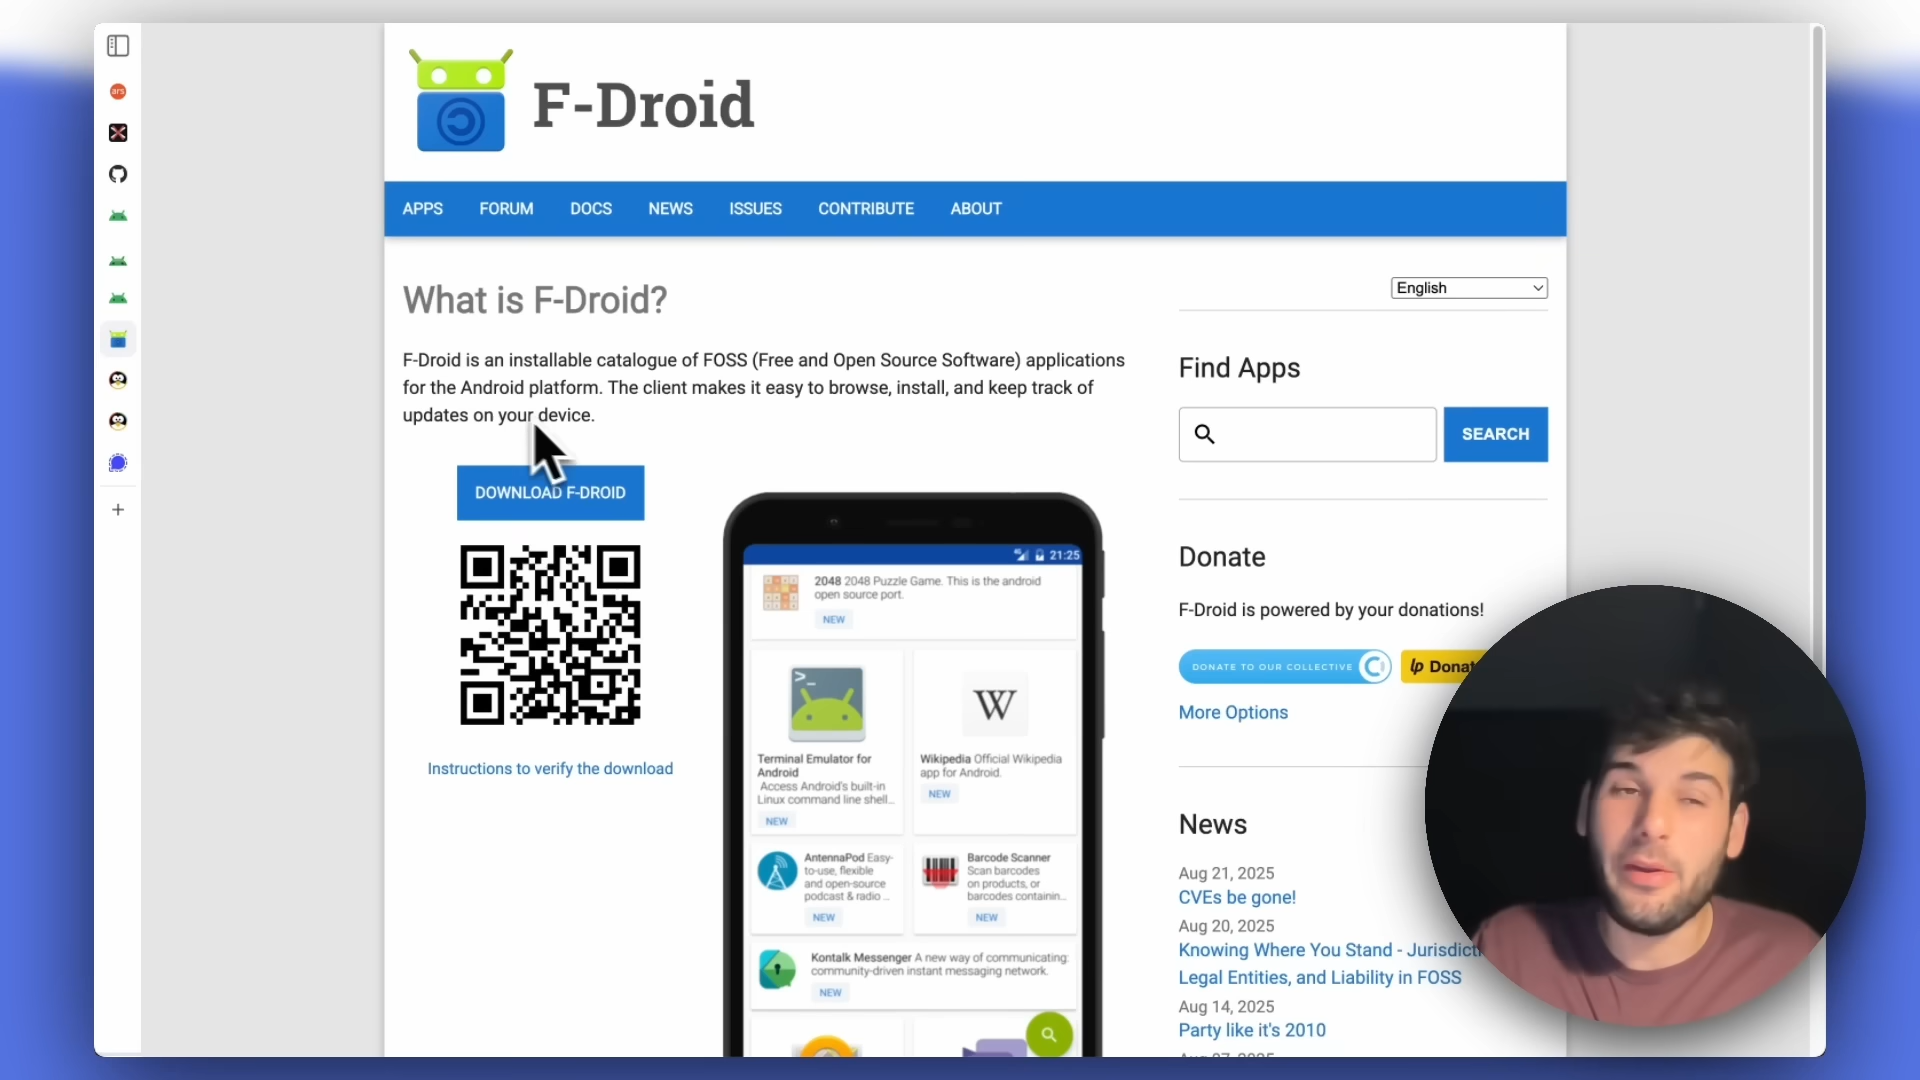 ars
F-Droid
APPS FORUM DOCS NEWS ISSUES CONTRIBUTE ABOUT
What is F-Droid?
F-Droid is an installable catalogue of FOSS (Free and Open Source Software) applications
for the Android platform. The client makes it easy to browse, install, and keep track of
updates on your device.
DOWNLOAD F-DROID
Instructions to verify the download
21:25
2048 2048 Puzzle Game. This is the android
open source port.
NEW
Terminal Emulator for
Android
Access Android's built-in
Linux command line shell...
NEW
W
Wikipedia Official Wikipedia
app for Android.
NEW
AntennaPod Easy-
to-use, flexible
and open-source
podcast & radio ...
NEW
Barcode Scanner
Scan barcodes
on products, or
barcodes containin...
NEW
Kontalk Messenger A new way of communicating:
community-driven instant messaging network.
NEW
English
Find Apps
SEARCH
Donate
F-Droid is powered by your donations!
DONATE TO OUR COLLECTIVE
lp Donat
More Options
News
Aug 21, 2025
CVEs be gone!
Aug 20, 2025
Knowing Where You Stand - Jurisdicti
Legal Entities, and Liability in FOSS
Aug 14, 2025
Party like it's 2010